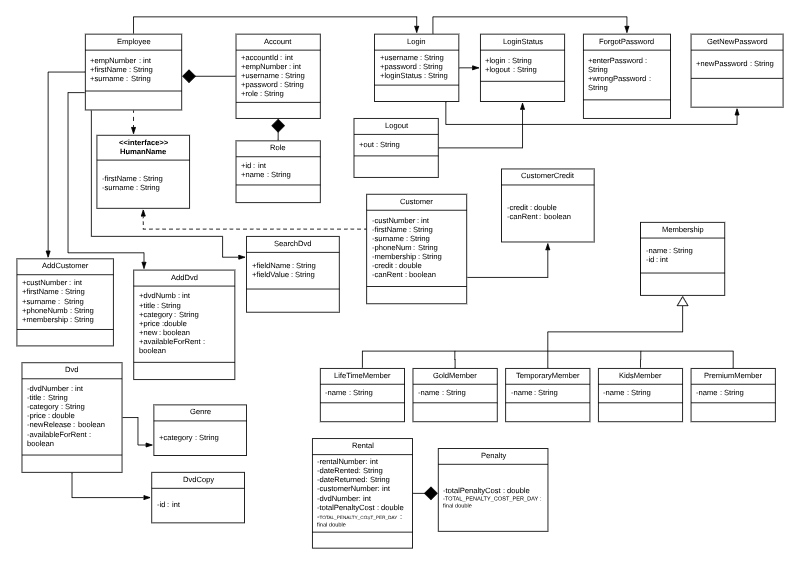 Employee
+empNumber : int
+firstName : String
+surname : String
Account
+accountId : int
+empNumber : int
+username : String
+password : String
+role : String
Login
+username : String
+password : String
+loginStatus : String
LoginStatus
+login : String
+logout : String
ForgotPassword
+enterPassword :
String
+wrongPassword :
String
GetNewPassword
+newPassword : String
<<interface>>
HumanName
-firstName : String
-surname : String
Role
+id : int
+name : String
Logout
+out : String
Customer
-custNumber : int
-firstName : String
-surname : String
-phoneNum : String
-membership : String
-credit : double
-canRent : boolean
CustomerCredit
-credit : double
-canRent : boolean
Membership
-name : String
-id : int
SearchDvd
+fieldName : String
+fieldValue : String
AddCustomer
+custNumber : int
+firstName : String
+surname : String
+phoneNumb : String
+membership : String
AddDvd
+dvdNumb : int
+title : String
+category : String
+price :double
+new : boolean
+availableForRent :
boolean
Dvd
-dvdNumber : int
-title : String
-category : String
-price : double
-newRelease : boolean
-availableForRent :
boolean
Genre
+category : String
DvdCopy
-id : int
LifeTimeMember
-name : String
GoldMember
-name : String
TemporaryMember
-name : String
KidsMember
-name : String
PremiumMember
-name : String
Rental
-rentalNumber: int
-dateRented: String
-dateReturned: String
-customerNumber: int
-dvdNumber: int
-totalPenaltyCost : double
+TOTAL_PENALTY_COST_PER_DAY :
final double
Penalty
-totalPenaltyCost : double
-TOTAL_PENALTY_COST_PER_DAY :
final double